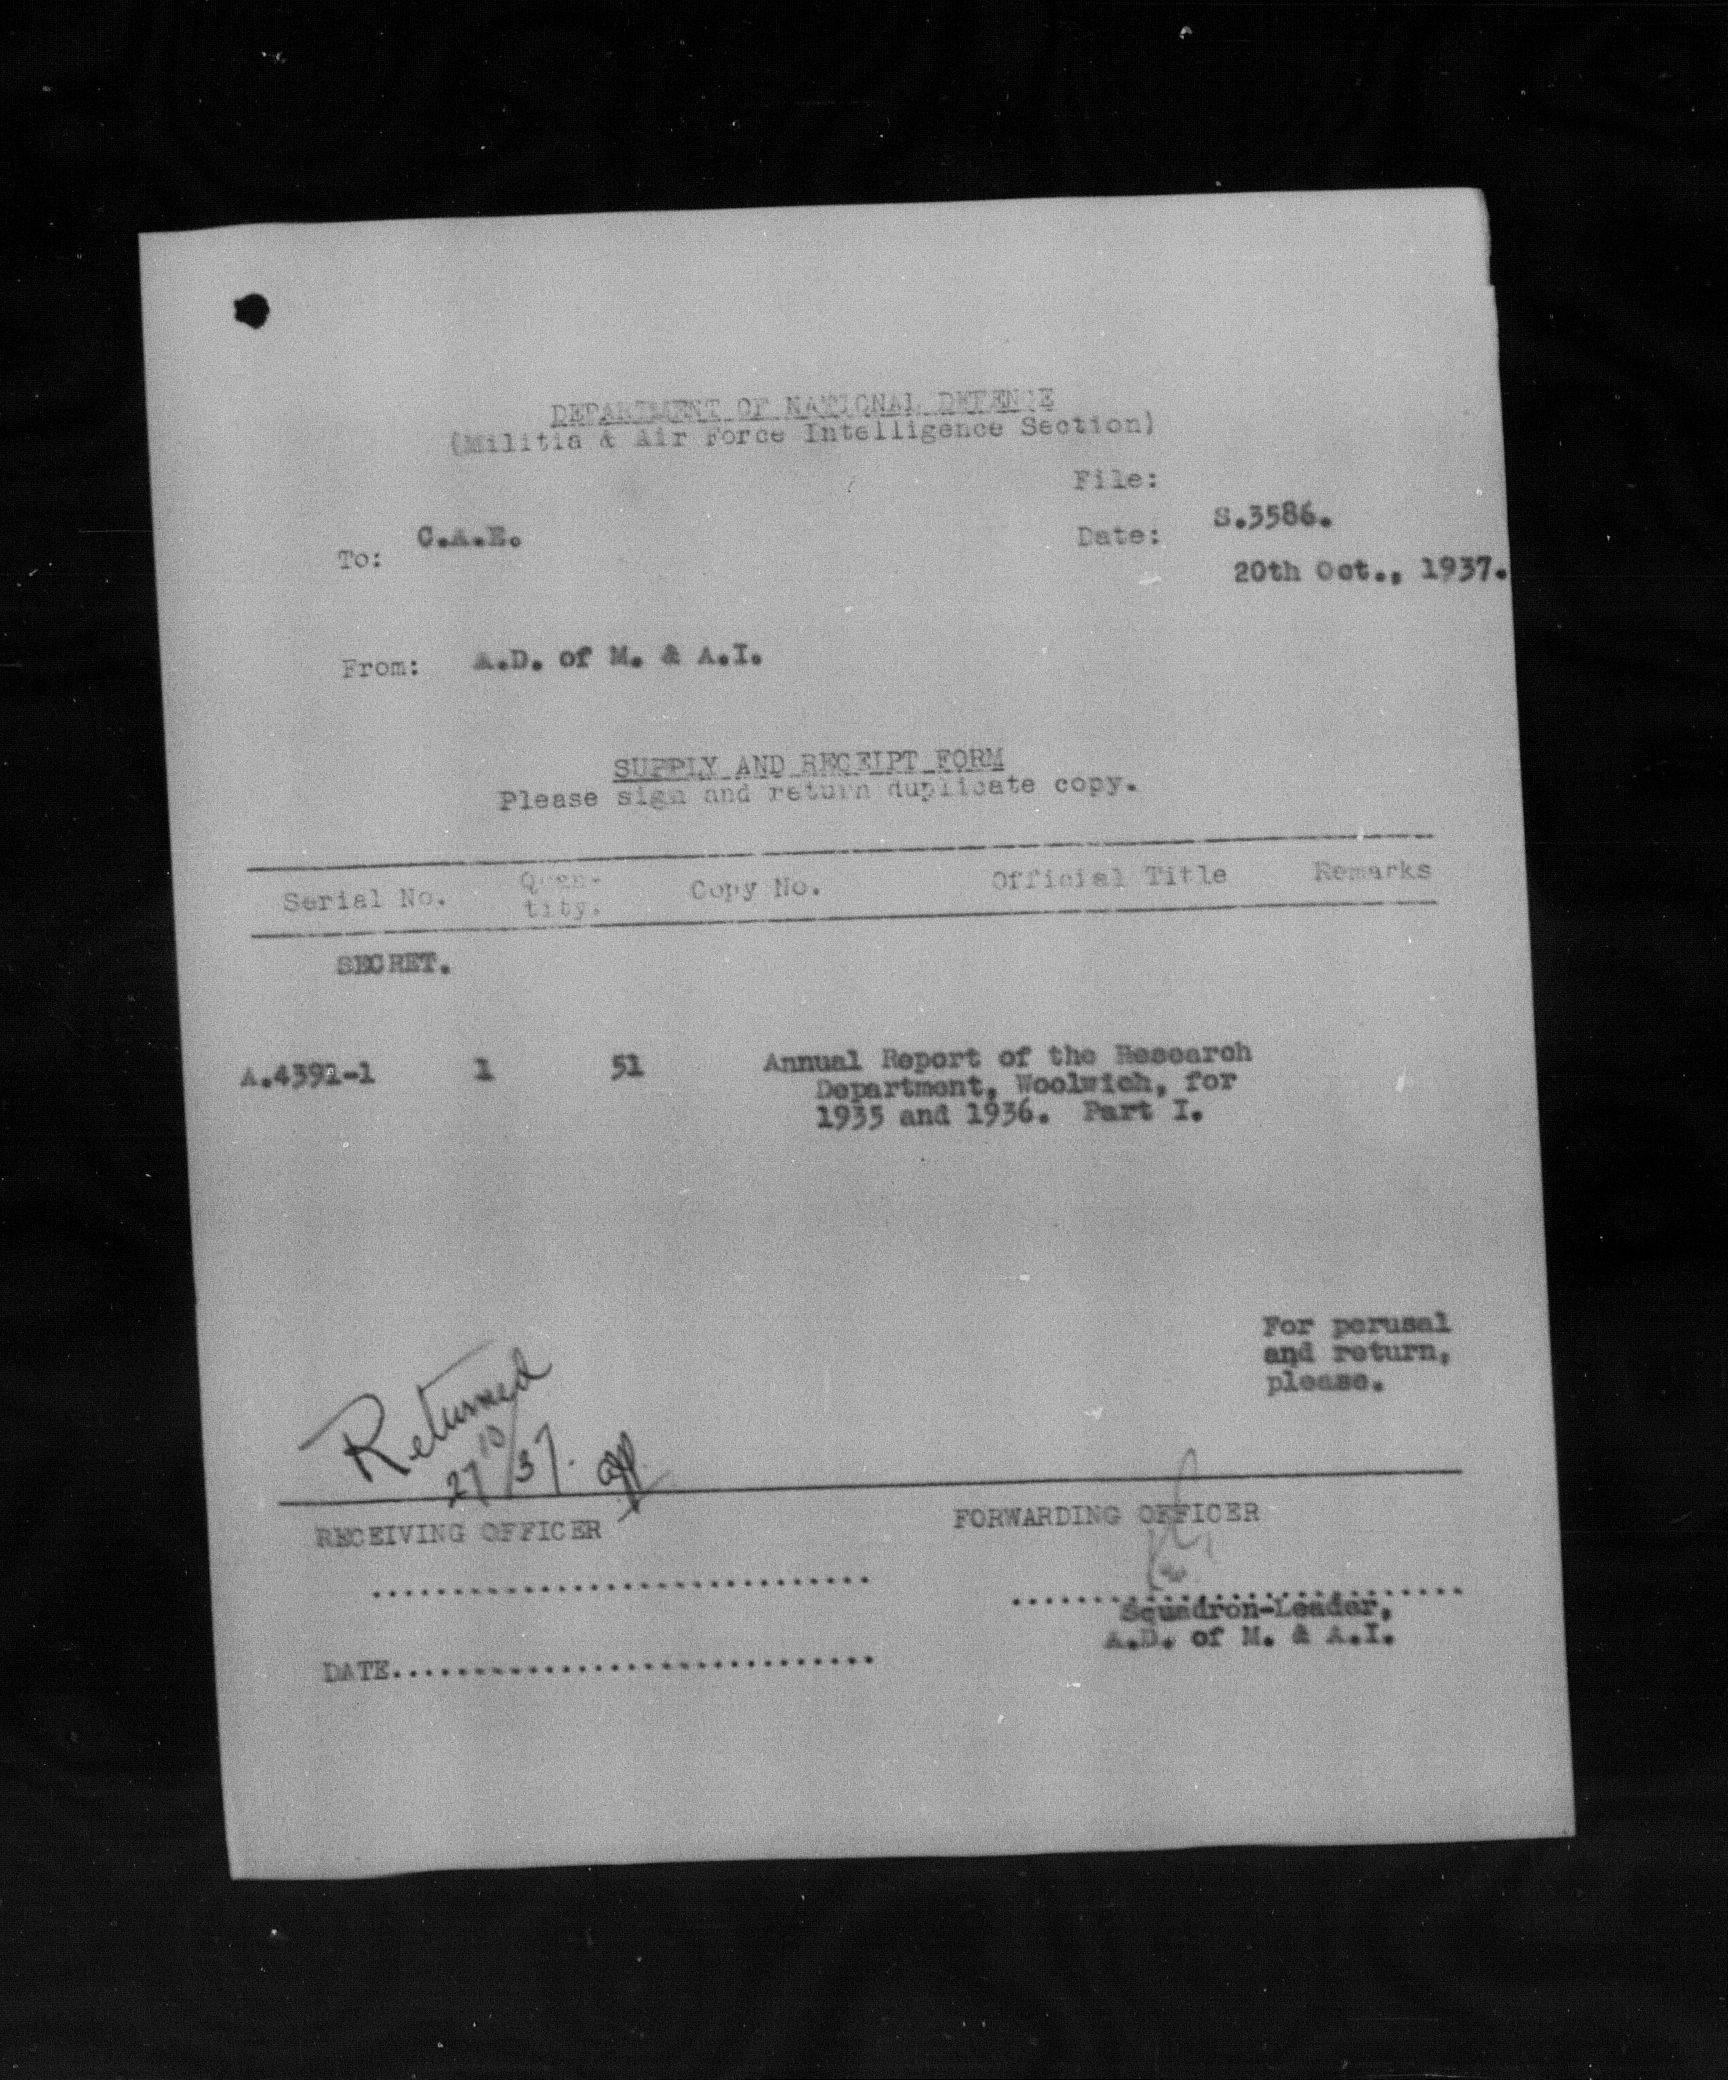 DEPARTMENT OF NATIONAL DEFENCE
(Militia & Air Force Intelligence Section)
File: S.3586.
To: C.A.E.
Date: 20th Oct., 1937.
From: A.D. of M. & A.I.
SUPPLY AND RECEIPT FORM
Please sign and return duplicate copy.
Serial No. Quan- Copy No. Official Title Remarks
tity.
SECRET.
A.4391-1 1 51 Annual Report of the Research
Department, Woolwich, for
1935 and 1936. Part I.
For perusal
and return,
please.
Returned
27/10/37.
RECEIVING OFFICER FORWARDING OFFICER
..............................
..............................
Squadron-Leader,
A.D. of M. & A.I.
DATE..............................